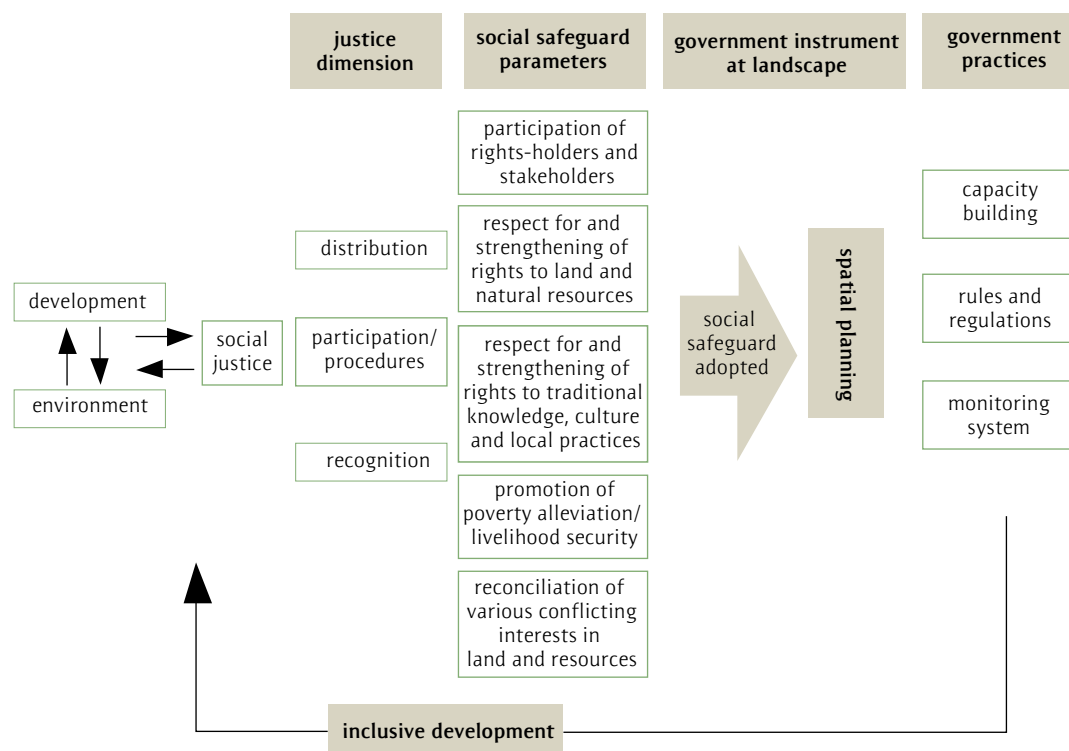 justice
dimension
social safeguard
parameters
government instrument
at landscape
government
practices
development
environment
social
justice
distribution
participation/
procedures
recognition
participation of
rights-holders and
stakeholders
respect for and
strengthening of
rights to land and
natural resources
respect for and
strengthening of
rights to traditional
knowledge, culture
and local practices
promotion of
poverty alleviation/
livelihood security
reconciliation of
various conflicting
interests in
land and resources
social
safeguard
adopted
spatial planning
capacity
building
rules and
regulations
monitoring
system
inclusive development